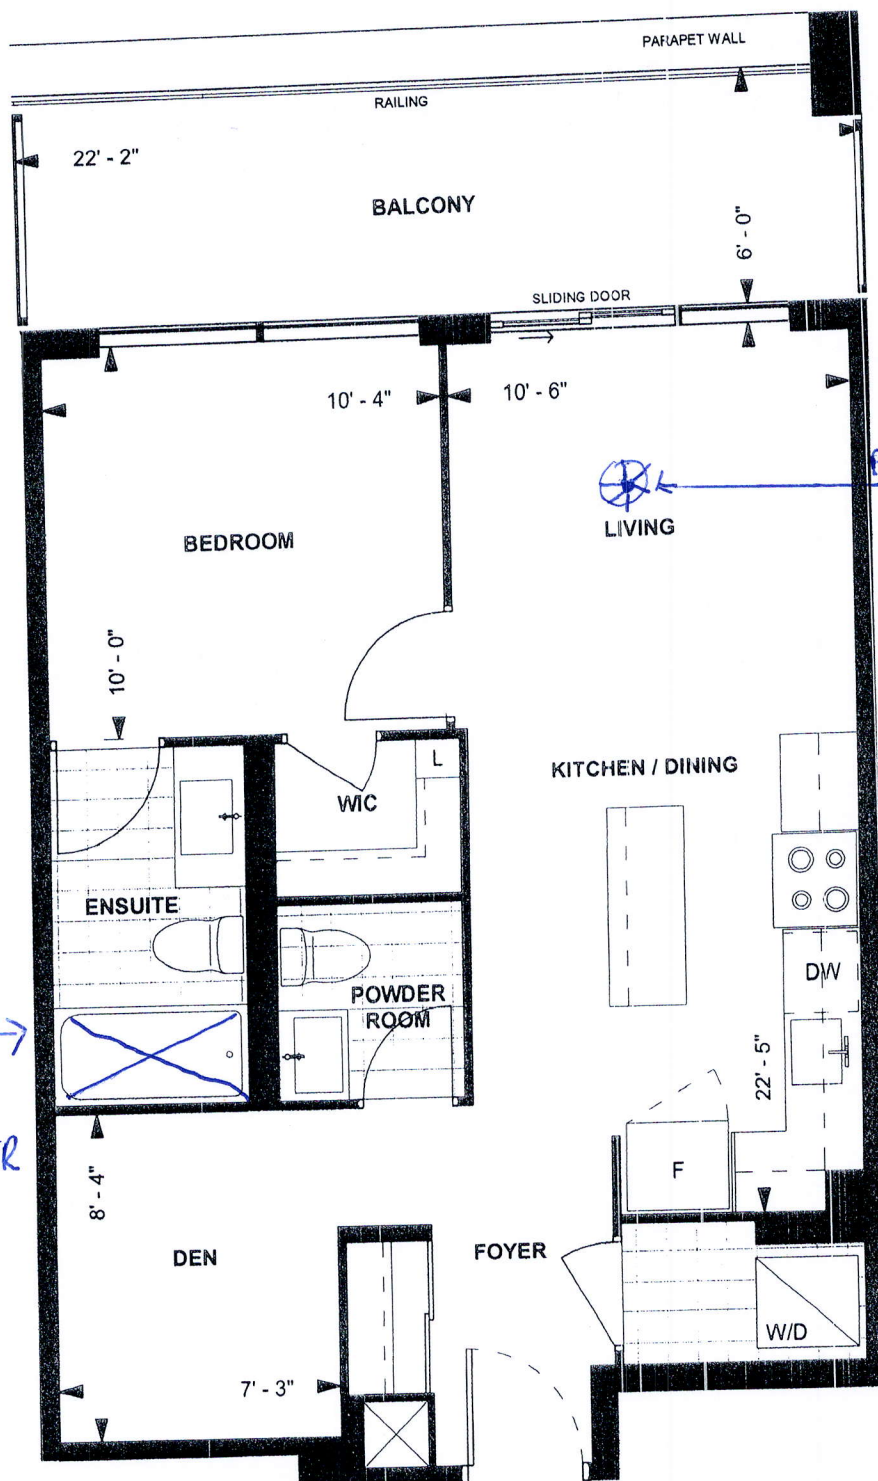 PARAPET WALL
RAILING
22' - 2"
BALCONY
6' - 0"
SLIDING DOOR
10' - 4"
10' - 6"
LIVING
BEDROOM
10' - 0"
KITCHEN / DINING
L
WIC
ENSUITE
DW
POWDER
ROOM
22' - 5"
8' - 4"
F
DEN
FOYER
W/D
7' - 3"